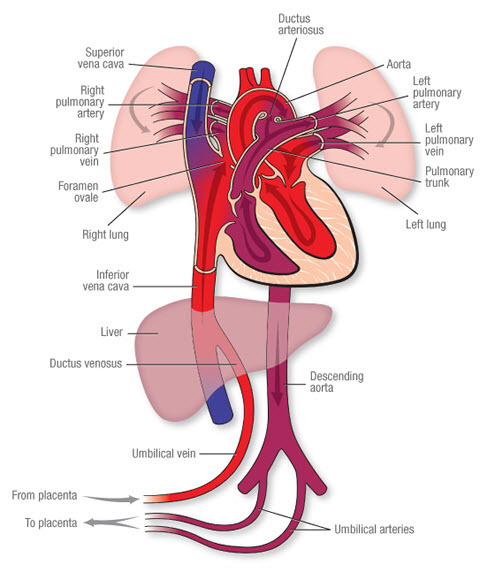 Ductus
arteriosus
Superior
vena cava
Aorta
Right
pulmonary
artery
Left
pulmonary
artery
Right
pulmonary
vein
Left
pulmonary
vein
Foramen
ovale
Pulmonary
trunk
Right lung
Left lung
Inferior
vena cava
Liver
Ductus venosus
Descending
aorta
Umbilical vein
From placenta
To placenta
Umbilical arteries